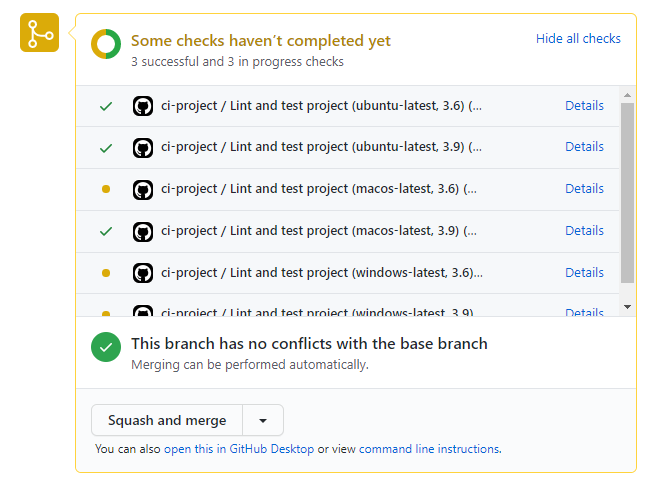 Some checks haven't completed yet
Hide all checks
3 successful and 3 in progress checks
ci-project / Lint and test project (ubuntu-latest, 3.6) (... Details
ci-project / Lint and test project (ubuntu-latest, 3.9) (... Details
ci-project / Lint and test project (macos-latest, 3.6) (... Details
ci-project / Lint and test project (macos-latest, 3.9) (... Details
ci-project / Lint and test project (windows-latest, 3.6)... Details
ci-project / Lint and test project (windows-latest, 3.9) Details
This branch has no conflicts with the base branch
Merging can be performed automatically.
Squash and merge
You can also open this in GitHub Desktop or view command line instructions.